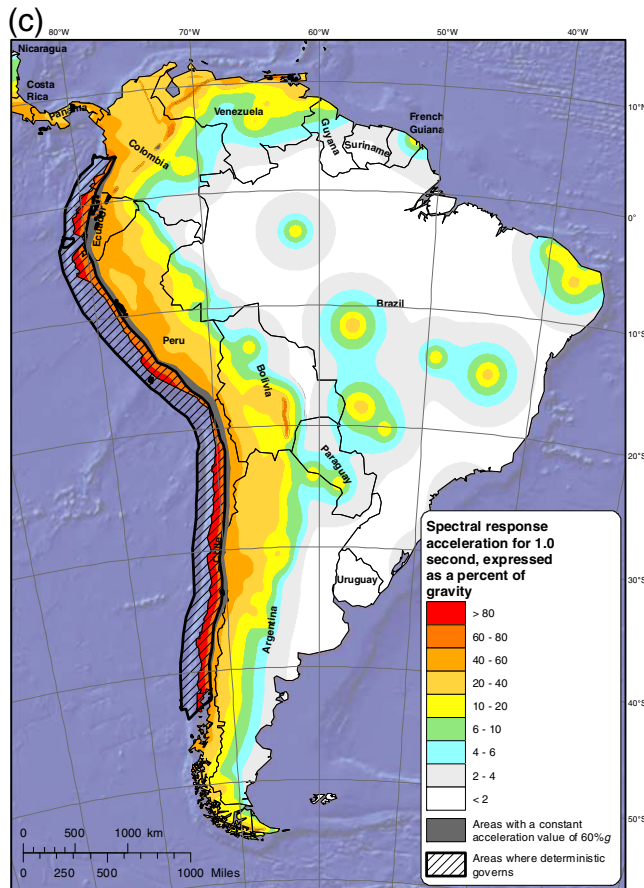 (c)
80°W 70°W 60°W 50°W 40°W
Nicaragua
Costa
Rica
Panama
Venezuela
Colombia
Guyana
Suriname
French
Guiana
10°N
Ecuador
0°
Brazil
Peru
10°S
Bolivia
Paraguay
20°S
Chile
Uruguay
Argentina
30°S
40°S
50°S
Spectral response
acceleration for 1.0
second, expressed
as a percent of
gravity
> 80
60 - 80
40 - 60
20 - 40
10 - 20
6 - 10
4 - 6
2 - 4
< 2
Areas with a constant
acceleration value of 60%g
Areas where deterministic
governs
0 500 1000 km
0 250 500 1000 Miles